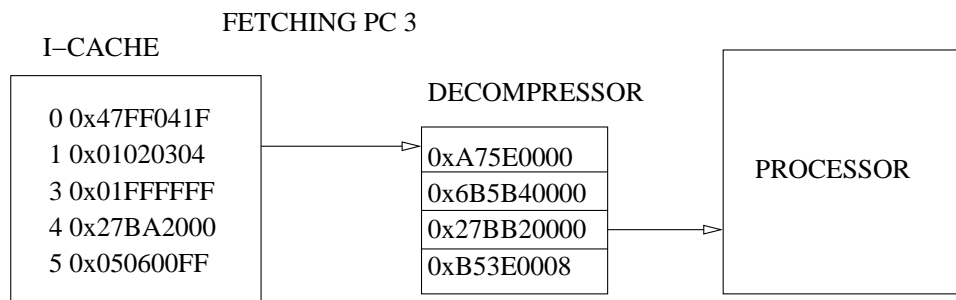 FETCHING PC 3
I–CACHE
0 0x47FF041F
1 0x01020304
3 0x01FFFFFF
4 0x27BA2000
5 0x050600FF
DECOMPRESSOR
0xA75E0000
0x6B5B40000
0x27BB20000
0xB53E0008
PROCESSOR